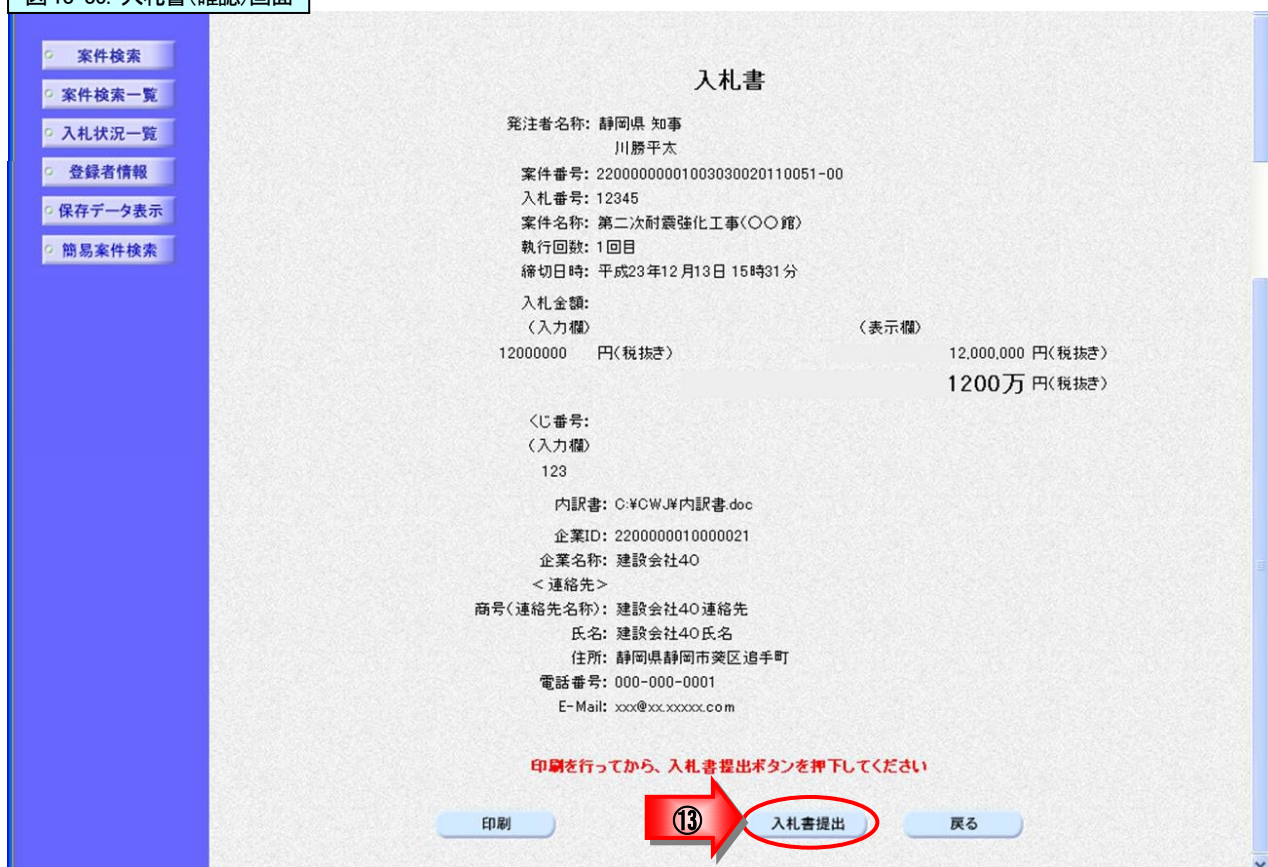 入札書(確認)画面
案件検索
案件検索一覧
入札状況一覧
登録者情報
保存データ表示
簡易案件検索
入札書
発注者名称: 静岡県 知事
川勝平太
案件番号: 2200000000100303002011​0051-00
入札番号: 12345
案件名称: 第二次耐震強化工事(〇〇館)
執行回数: 1回目
締切日時: 平成23年12月13日 15時31分
入札金額:
(入力欄) (表示欄)
12000000 円(税抜き) 12,000,000 円(税抜き)
1200万 円(税抜き)
くじ番号:
(入力欄)
123
内訳書: C:¥CWJ¥内訳書.doc
企業ID: 2200000010000021
企業名称: 建設会社40
<連絡先>
商号(連絡先名称): 建設会社40連絡先
氏名: 建設会社40氏名
住所: 静岡県静岡市葵区追手町
電話番号: 000-000-0001
E-Mail: xxx@xx.xxxxx.com
印刷を行ってから、入札書提出ボタンを押下してください
印刷 ⑬ 入札書提出 戻る